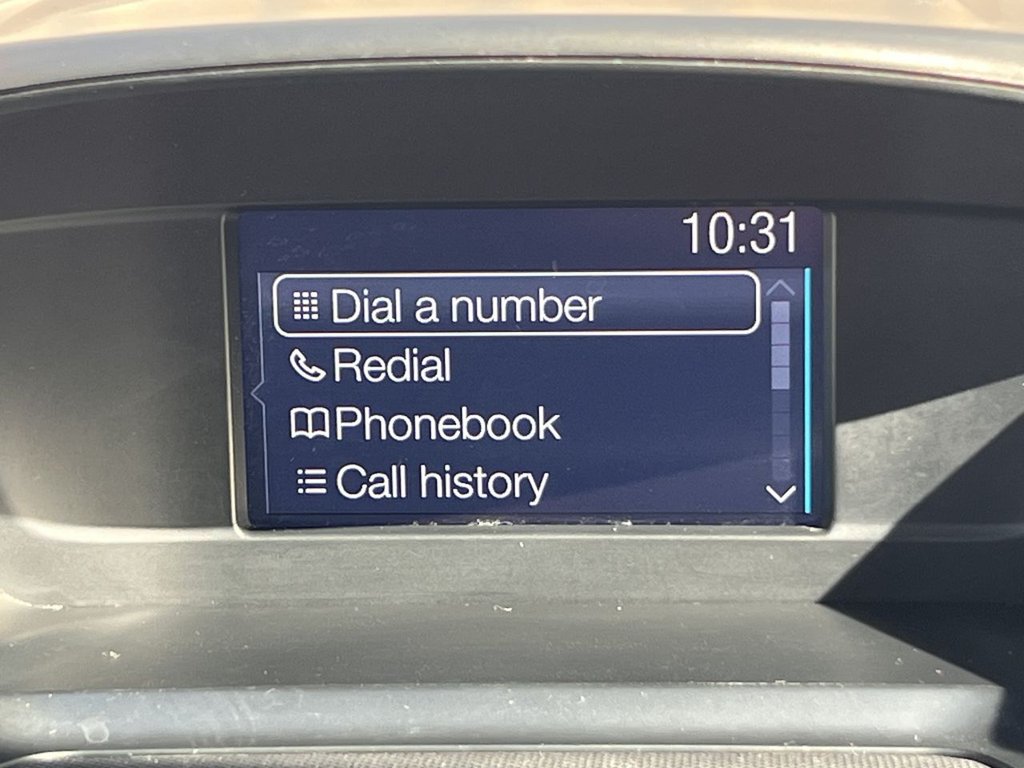 10:31
Dial a number
Redial
Phonebook
Call history